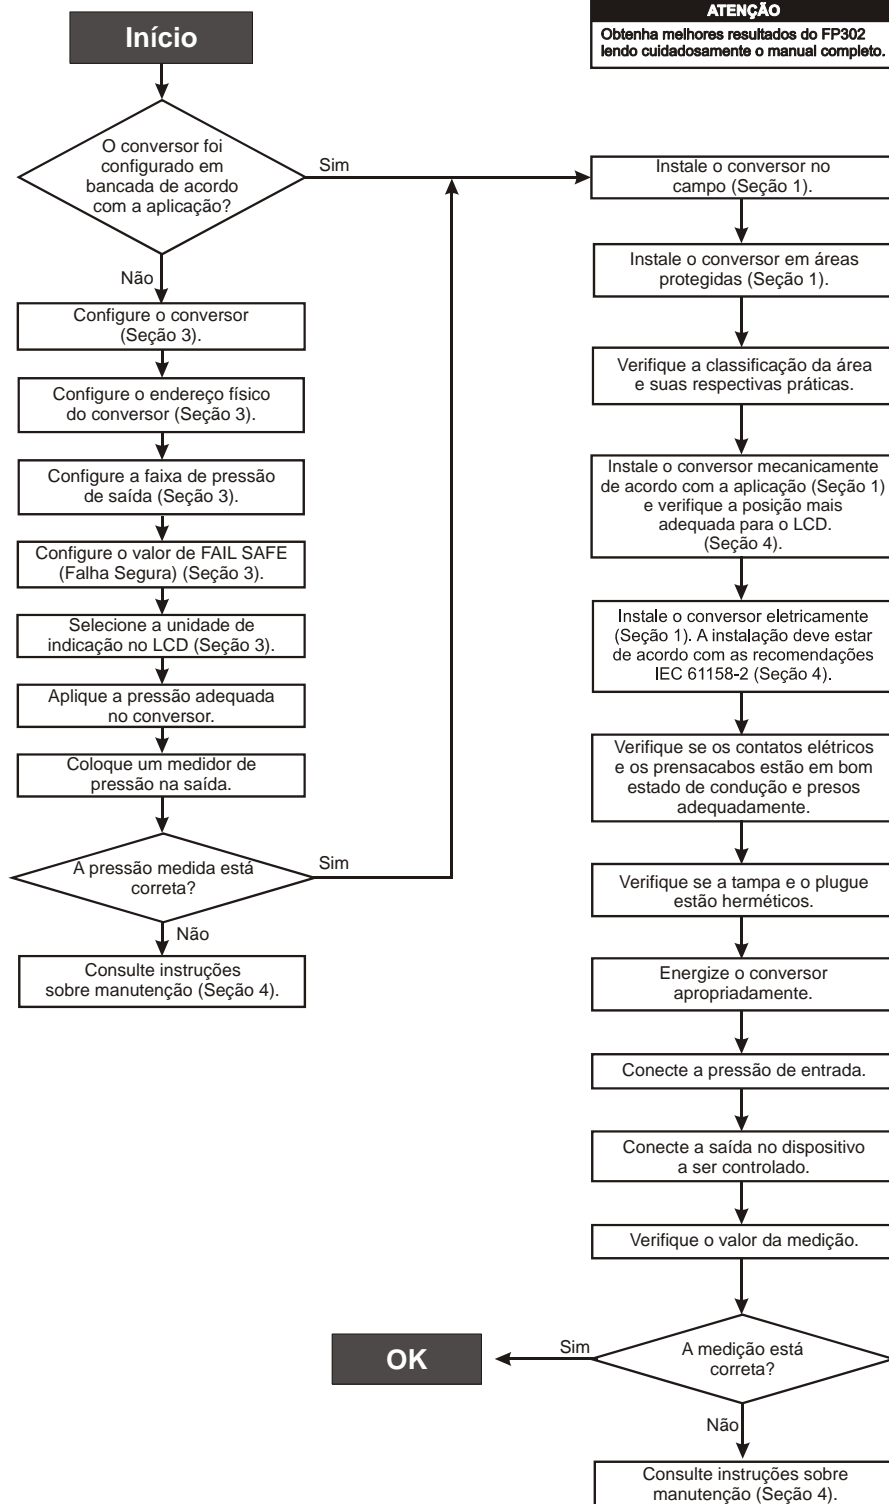 Início
ATENÇÃO
Obtenha melhores resultados do FP302
lendo cuidadosamente o manual completo.
O conversor foi
configurado em
bancada de acordo
com a aplicação?
Sim
Não
Configure o conversor
(Seção 3).
Configure o endereço físico
do conversor (Seção 3).
Configure a faixa de pressão
de saída (Seção 3).
Configure o valor de FAIL SAFE
(Falha Segura) (Seção 3).
Selecione a unidade de
indicação no LCD (Seção 3).
Aplique a pressão adequada
no conversor.
Coloque um medidor de
pressão na saída.
A pressão medida está
correta?
Sim
Não
Consulte instruções
sobre manutenção (Seção 4).
Instale o conversor no
campo (Seção 1).
Instale o conversor em áreas
protegidas (Seção 1).
Verifique a classificação da área
e suas respectivas práticas.
Instale o conversor mecanicamente
de acordo com a aplicação (Seção 1)
e verifique a posição mais
adequada para o LCD.
(Seção 4).
Instale o conversor eletricamente
(Seção 1). A instalação deve estar
de acordo com as recomendações
IEC 61158-2 (Seção 4).
Verifique se os contatos elétricos
e os prensacabos estão em bom
estado de condução e presos
adequadamente.
Verifique se a tampa e o plugue
estão herméticos.
Energize o conversor
apropriadamente.
Conecte a pressão de entrada.
Conecte a saída no dispositivo
a ser controlado.
Verifique o valor da medição.
A medição está
correta?
Sim
OK
Não
Consulte instruções sobre
manutenção (Seção 4).